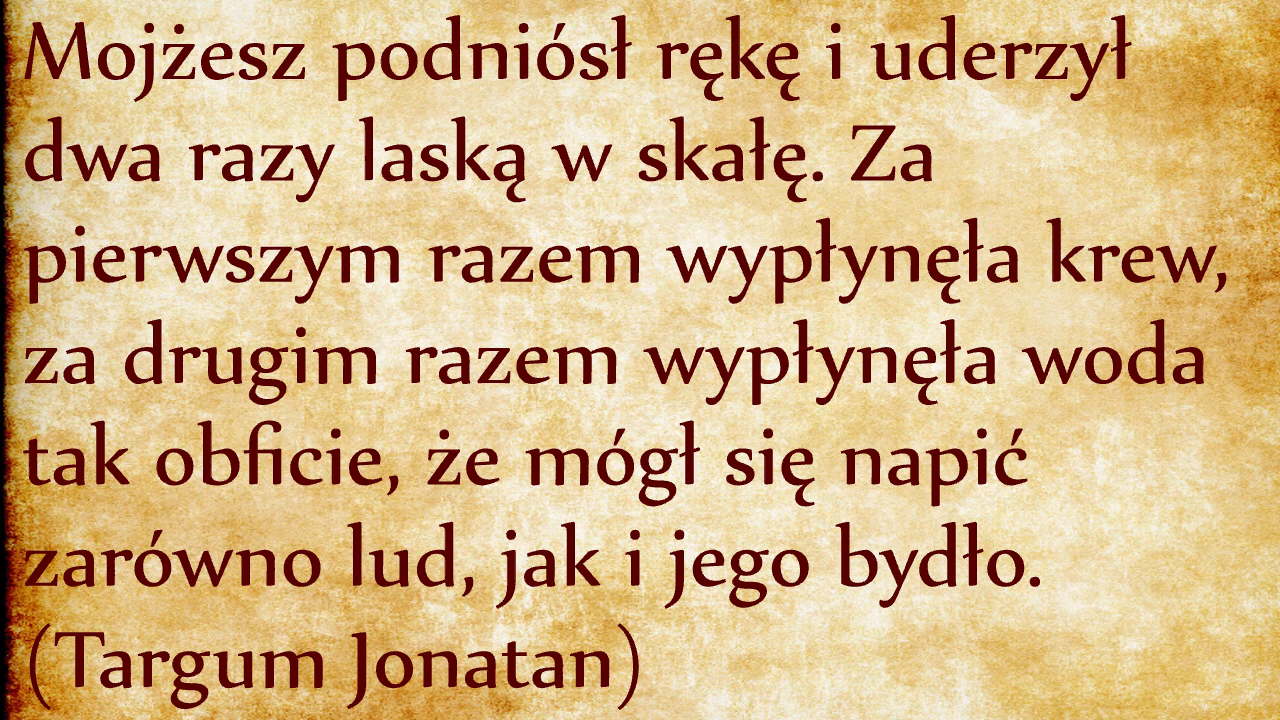 Mojżesz podniósł rękę i uderzył
dwa razy laską w skałę. Za
pierwszym razem wypłynęła krew,
za drugim razem wypłynęła woda
tak obficie, że mógł się napić
zarówno lud, jak i jego bydło.
(Targum Jonatan)